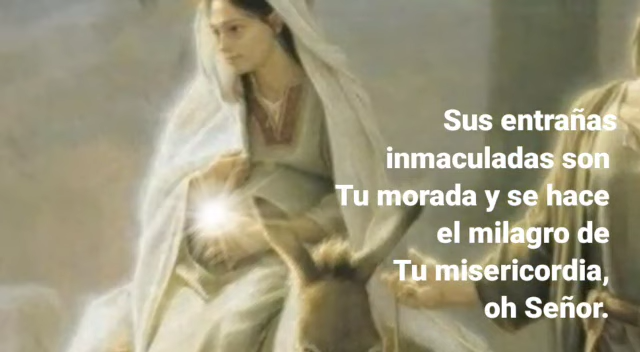 Sus entrañas
inmaculadas son
Tu morada y se hace
el milagro de
Tu misericordia,
oh Señor.